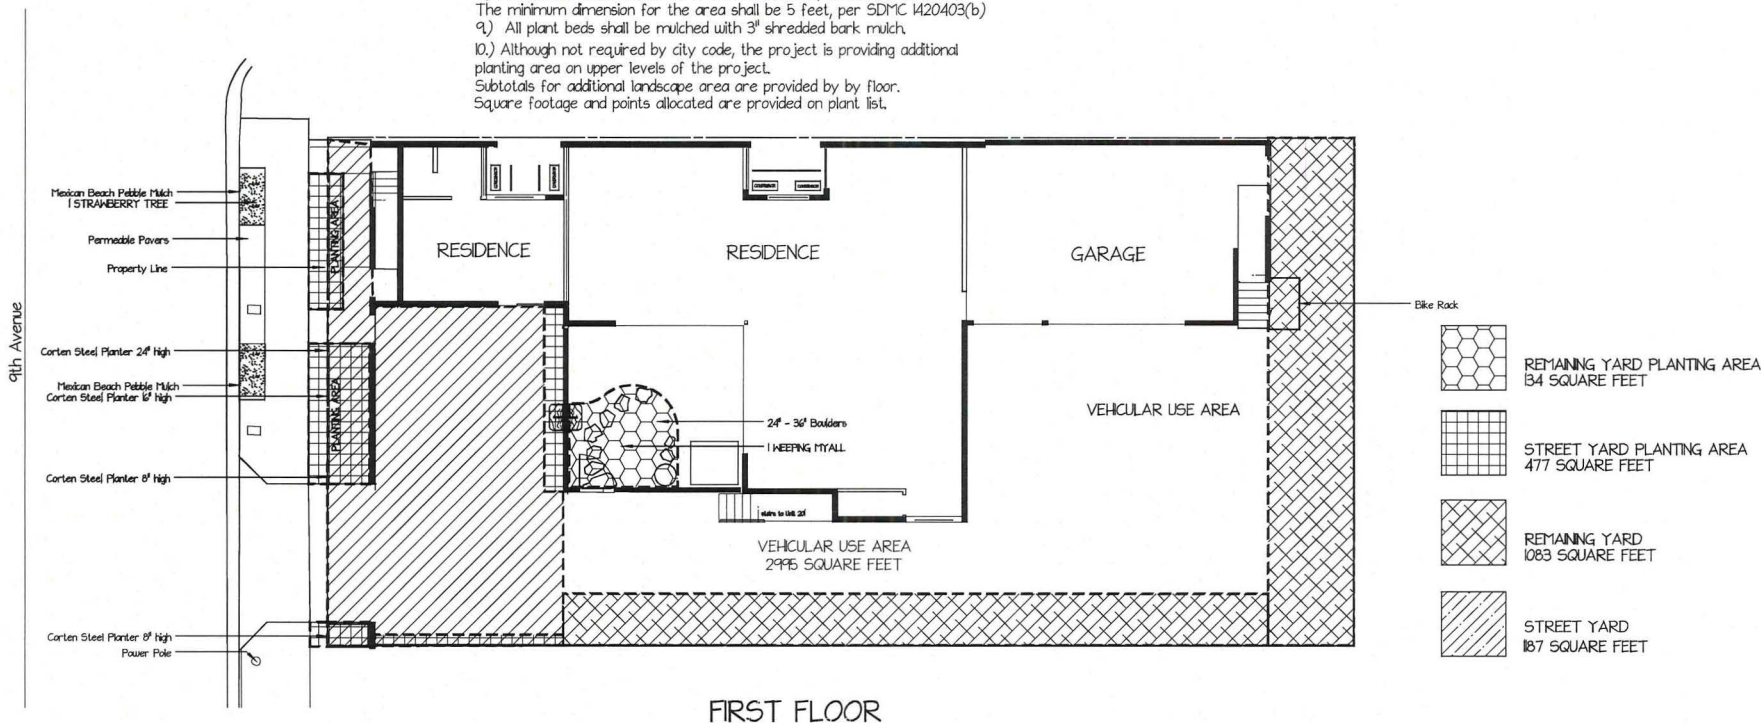 The minimum dimension for the area shall be 5 feet, per SDMC 1420403(b)
9.) All plant beds shall be mulched with 3" shredded bark mulch.
10.) Although not required by city code, the project is providing additional
planting area on upper levels of the project.
Subtotals for additional landscape area are provided by by floor.
Square footage and points allocated are provided on plant list.
9th Avenue
Mexican Beach Pebble Mulch
1 STRAWBERRY TREE
Permeable Pavers
Property Line
Corten Steel Planter 24" high
Mexican Beach Pebble Mulch
Corten Steel Planter 16" high
Corten Steel Planter 8" high
Corten Steel Planter 8" high
Power Pole
PLANTING AREA
PLANTING AREA
RESIDENCE
RESIDENCE
GARAGE
24" - 36" Boulders
1 WEEPING MYALL
stairs to Unit 201
VEHICULAR USE AREA
2995 SQUARE FEET
VEHICULAR USE AREA
Bike Rack
REMAINING YARD PLANTING AREA
134 SQUARE FEET
STREET YARD PLANTING AREA
477 SQUARE FEET
REMAINING YARD
1083 SQUARE FEET
STREET YARD
1187 SQUARE FEET
FIRST FLOOR